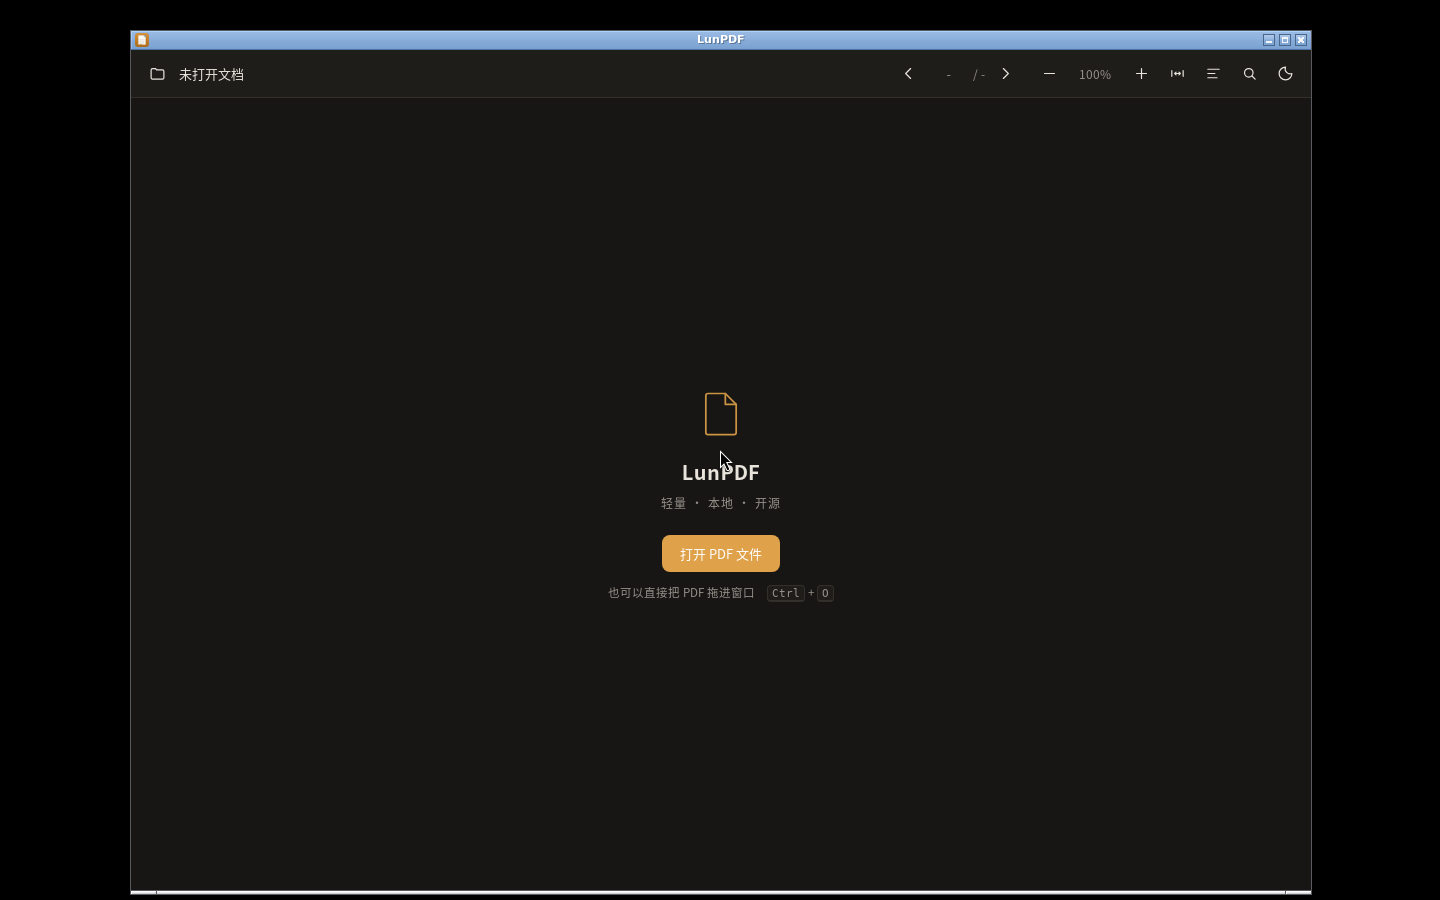 LunPDF
未打开文档
- / -
100%
LunPDF
轻量 · 本地 · 开源
打开 PDF 文件
也可以直接把 PDF 拖进窗口 Ctrl + O